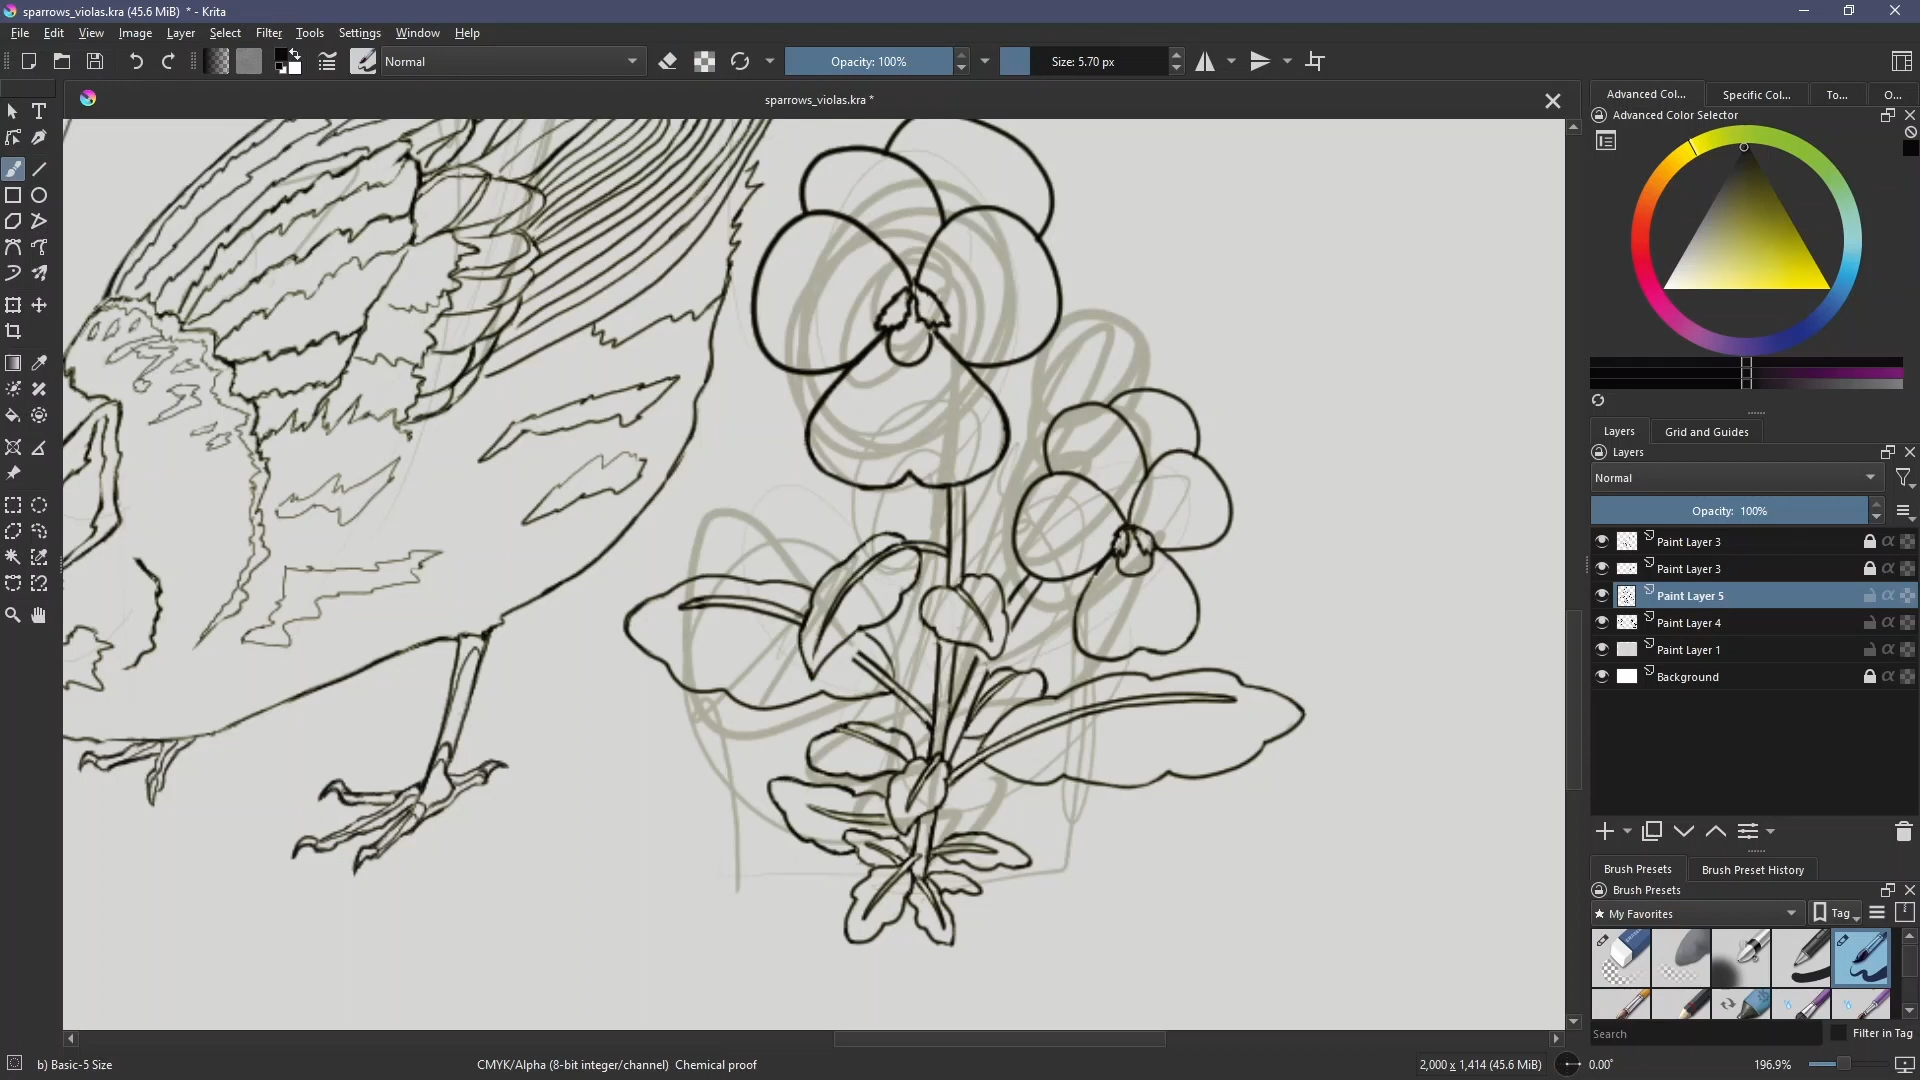 sparrows_violas.kra (45.6 MiB) * - Krita
File Edit View Image Layer Select Filter Tools Settings Window Help
Normal Opacity: 100% Size: 5.70 px
sparrows_violas.kra *
Advanced Col... Specific Col... To... O...
Advanced Color Selector
Layers Grid and Guides
Layers
Normal
Opacity: 100%
Paint Layer 3
Paint Layer 3
Paint Layer 5
Paint Layer 4
Paint Layer 1
Background
Brush Presets Brush Preset History
Brush Presets
★ My Favorites Tag
Search Filter in Tag
b) Basic-5 Size CMYK/Alpha (8-bit integer/channel) Chemical proof 2,000 x 1,414 (45.6 MiB) 0.00° 196.9%